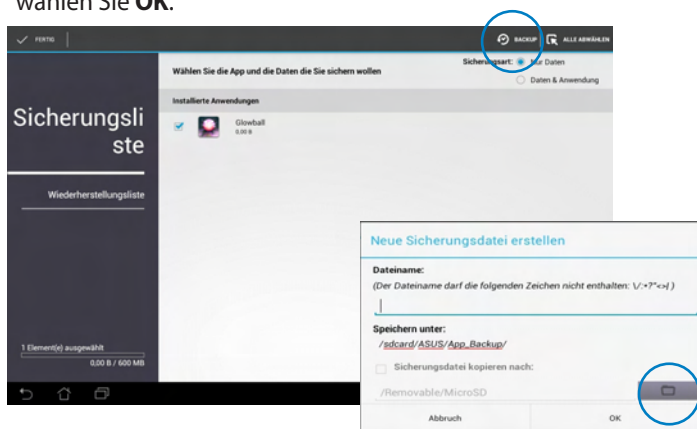 wählen Sie OK.
FERTIG
BACKUP
ALLE ABWÄHLEN
Wählen Sie die App und die Daten die Sie sichern wollen
Sicherungsart:
Nur Daten
Daten & Anwendung
Installierte Anwendungen
Glowball
0,00 B
Sicherungsli
ste
Wiederherstellungsliste
1 Element(e) ausgewählt
0,00 B / 600 MB
Neue Sicherungsdatei erstellen
Dateiname:
(Der Dateiname darf die folgenden Zeichen nicht enthalten: \/:*?"<>| )
Speichern unter:
/sdcard/ASUS/App_Backup/
Sicherungsdatei kopieren nach:
/Removable/MicroSD
Abbruch
OK